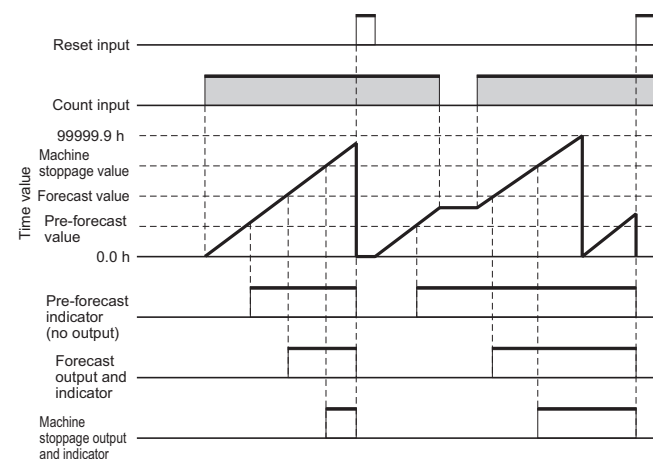 Reset input
Count input
99999.9 h
Machine
stoppage value
Forecast value
Pre-forecast
value
0.0 h
Time value
Pre-forecast
indicator
(no output)
Forecast
output and
indicator
Machine
stoppage output
and indicator